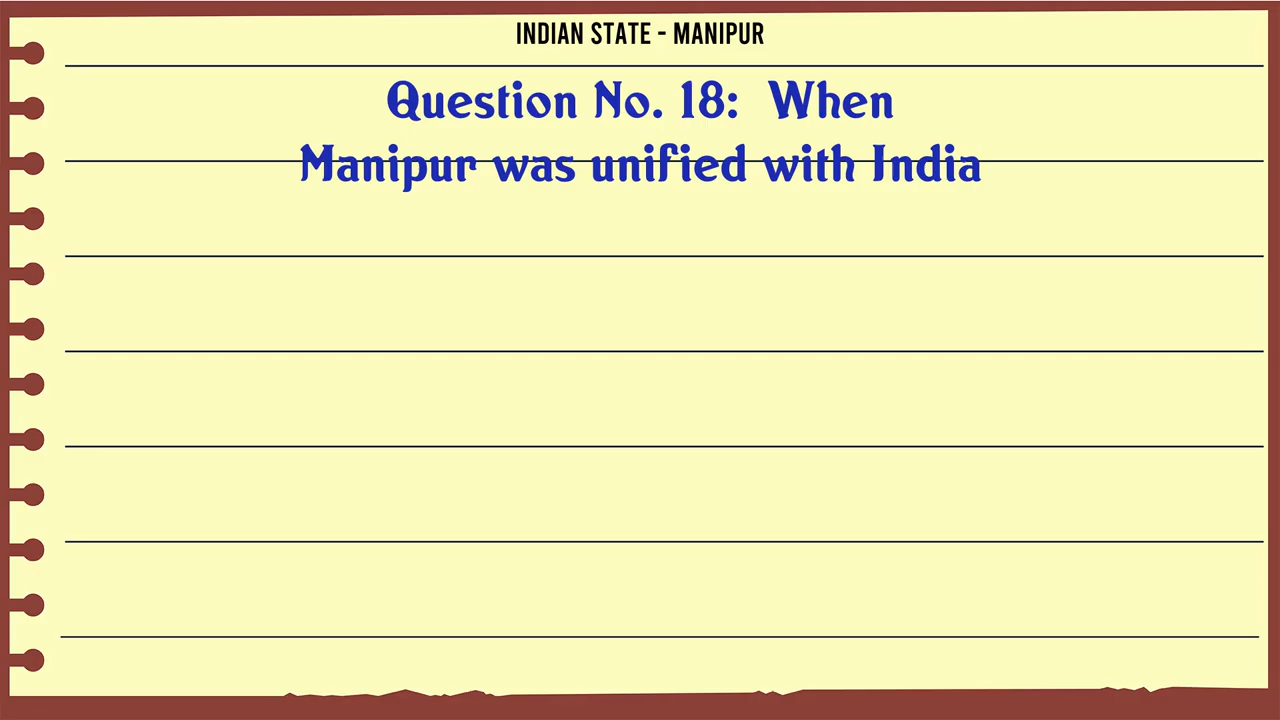 INDIAN STATE - MANIPUR
Question No. 18: When
Manipur was unified with India